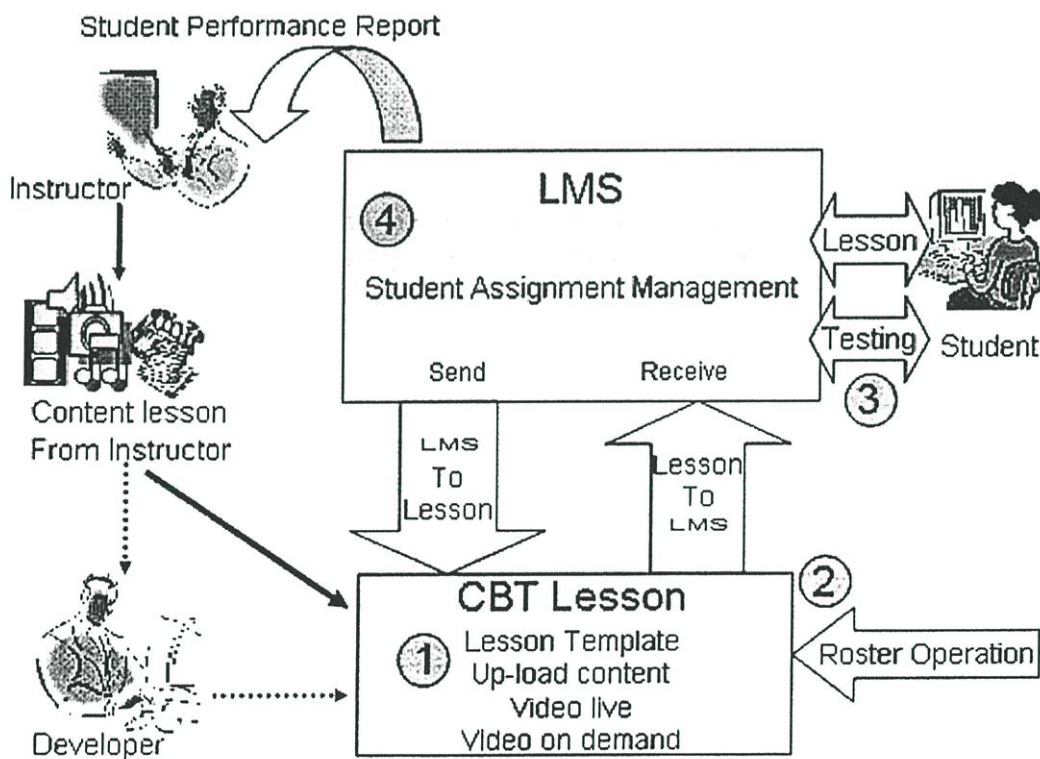 Student Performance Report
Instructor
LMS
4
Student Assignment Management
Send
Receive
Lesson
Testing
Student
3
Content lesson
From Instructor
LMS
To
Lesson
Lesson
To
LMS
CBT Lesson
2
1
Lesson Template
Up-load content
Video live
Video on demand
Roster Operation
Developer